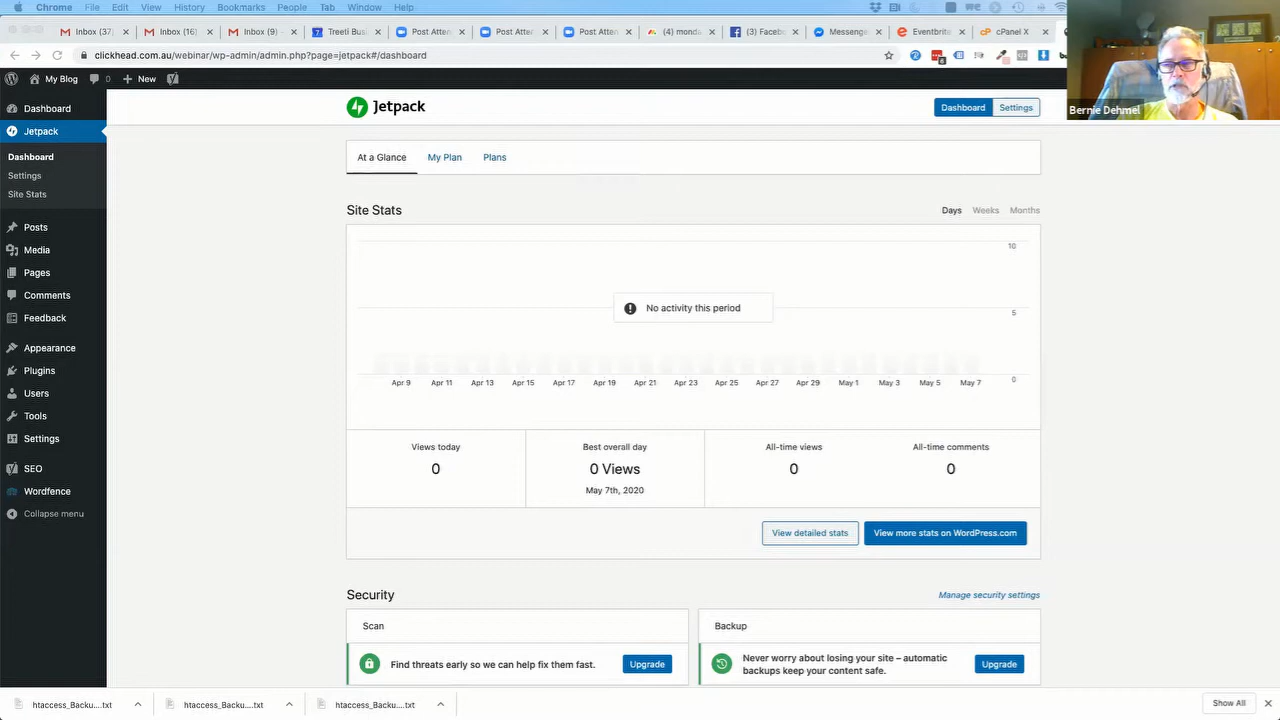 Chrome File Edit View History Bookmarks People Tab Window Help
Inbox (37) Inbox (16) Inbox (9) Treeti Bus Post Atten Post Atten Post Atten (4) monda (3) Facebo Messenge Eventbrite cPanel X
clickhead.com.au/webinar/wp-admin/admin.php?page=jetpack#/dashboard
My Blog 0 + New
Bernie Dehmel
Dashboard
Jetpack
Dashboard
Settings
Site Stats
Posts
Media
Pages
Comments
Feedback
Appearance
Plugins
Users
Tools
Settings
SEO
Wordfence
Collapse menu
Jetpack
Dashboard Settings
At a Glance My Plan Plans
Site Stats
Days Weeks Months
10
No activity this period
5
0
Apr 9 Apr 11 Apr 13 Apr 15 Apr 17 Apr 19 Apr 21 Apr 23 Apr 25 Apr 27 Apr 29 May 1 May 3 May 5 May 7
Views today
0
Best overall day
0 Views
May 7th, 2020
All-time views
0
All-time comments
0
View detailed stats View more stats on WordPress.com
Security
Manage security settings
Scan
Find threats early so we can help fix them fast.
Upgrade
Backup
Never worry about losing your site – automatic
backups keep your content safe.
Upgrade
htaccess_Backu....txt htaccess_Backu....txt htaccess_Backu....txt
Show All